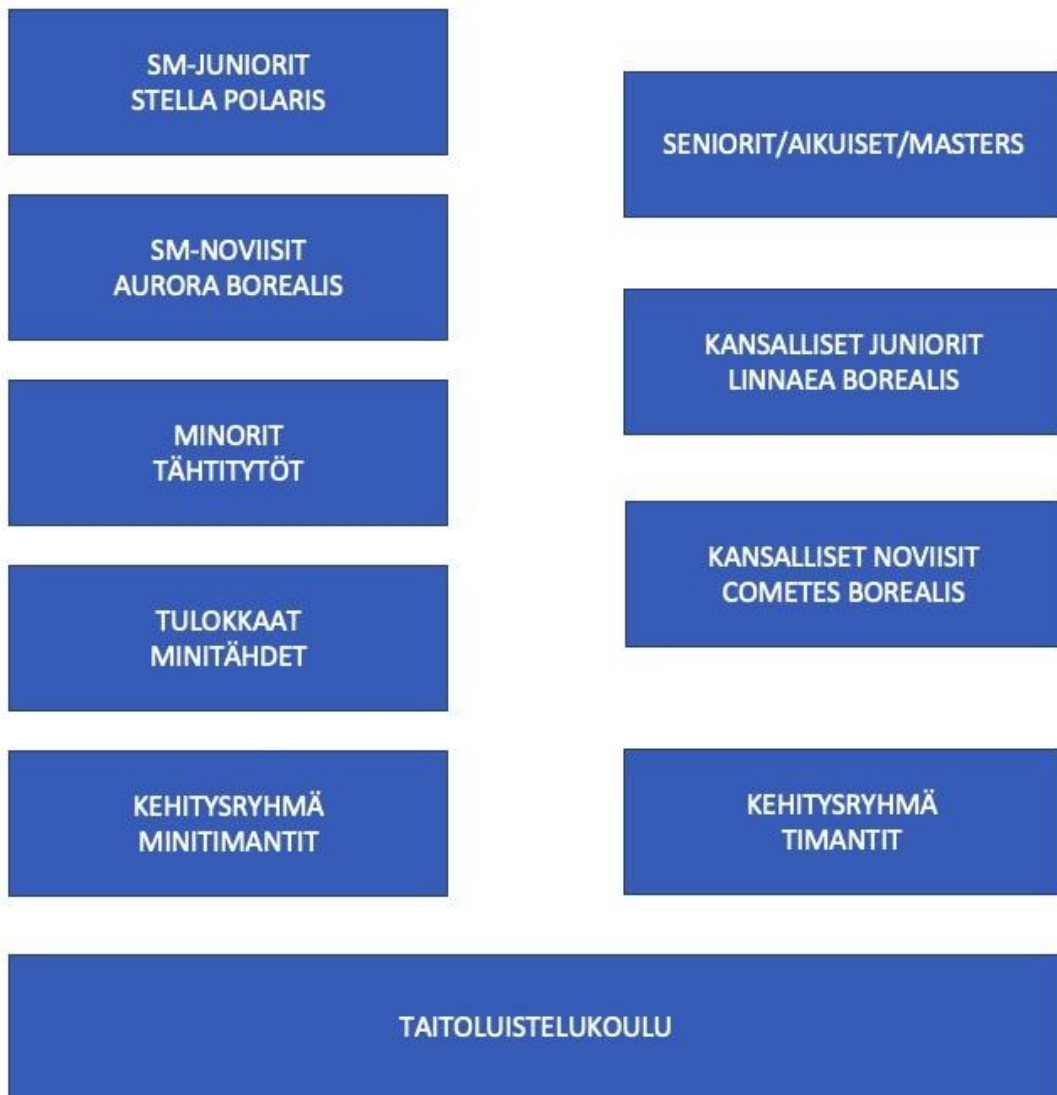 SM-JUNIORIT
STELLA POLARIS
SM-NOVIISIT
AURORA BOREALIS
MINORIT
TÄHTITYTÖT
TULOKKAAT
MINITÄHDET
KEHITYSRYHMÄ
MINITIMANTIT
SENIORIT/AIKUISET/MASTERS
KANSALLISET JUNIORIT
LINNAEA BOREALIS
KANSALLISET NOVIISIT
COMETES BOREALIS
KEHITYSRYHMÄ
TIMANTIT
TAITOLUISTELUKOULU